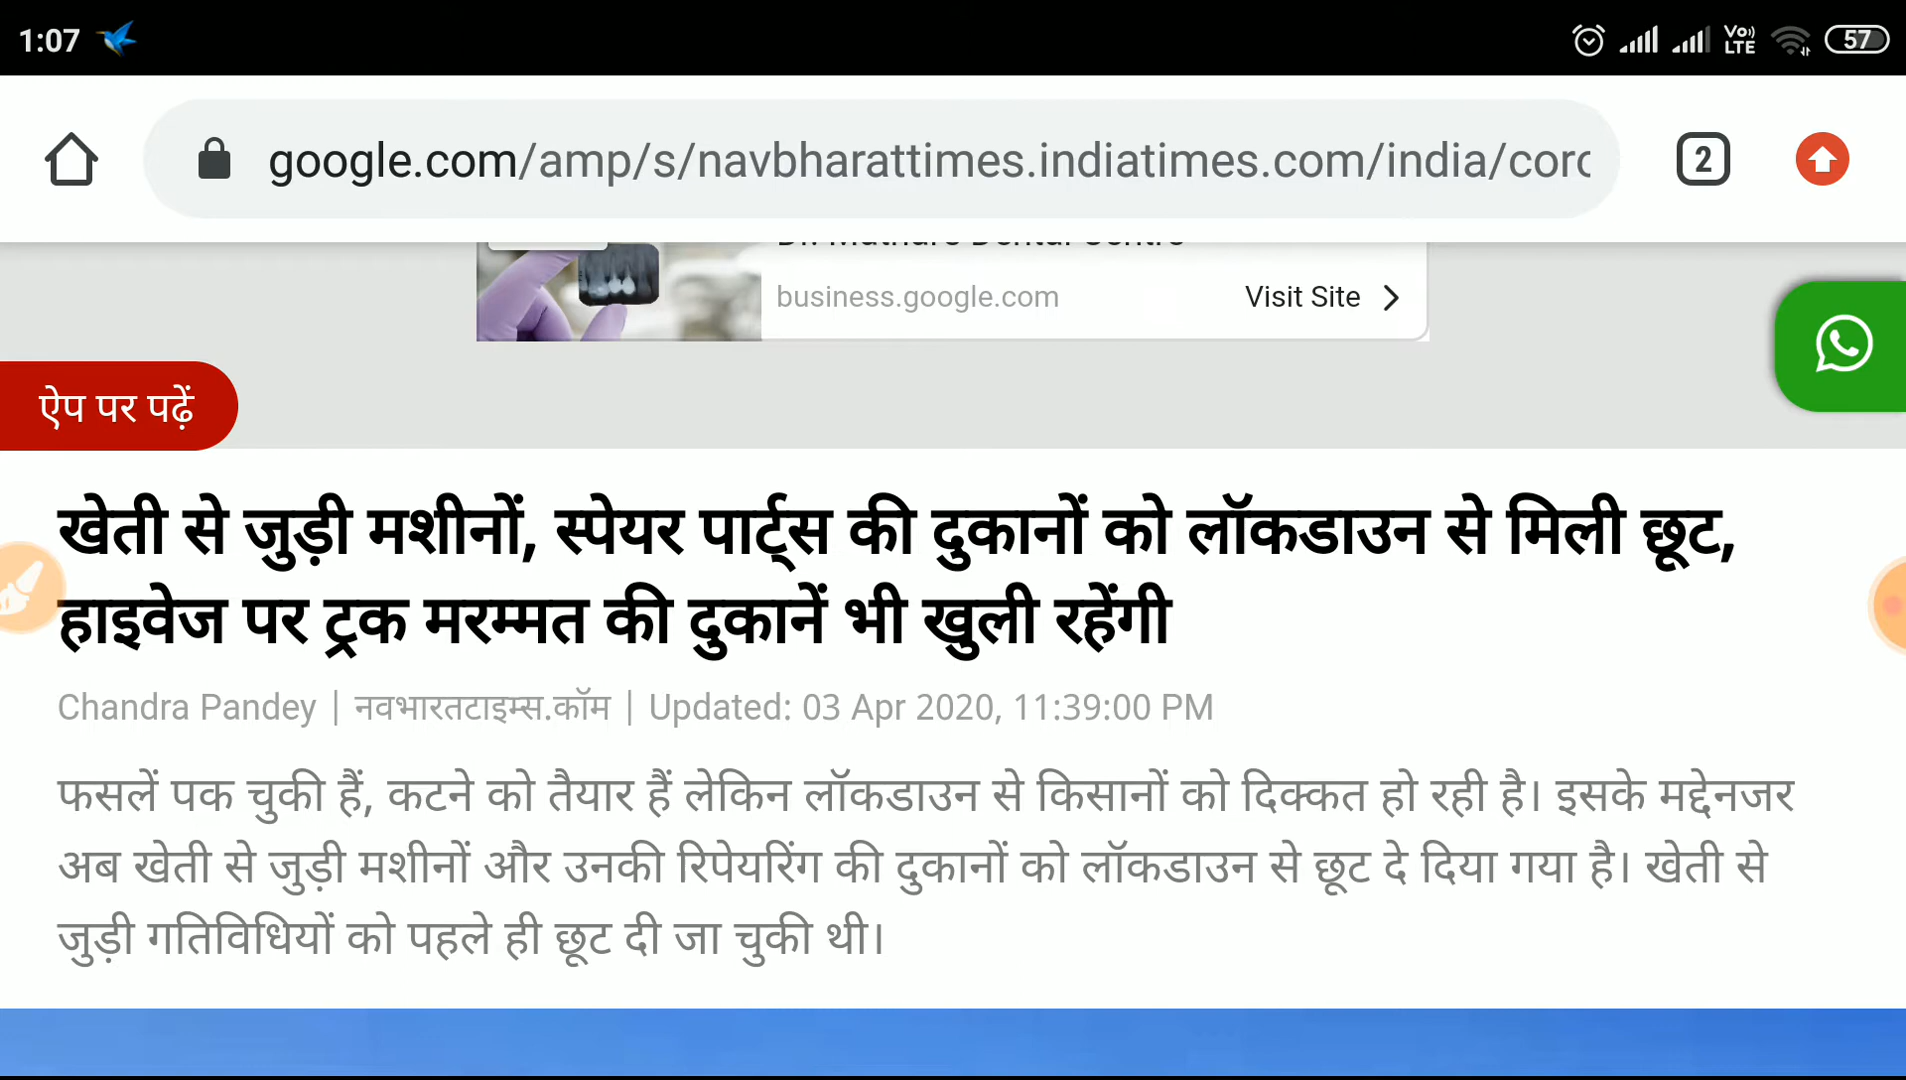 1:07 Vo) LTE 57
google.com/amp/s/navbharattimes.indiatimes.com/india/corc 2
business.google.com Visit Site
ऐप पर पढ़ें
खेती से जुड़ी मशीनों, स्पेयर पार्ट्स की दुकानों को लॉकडाउन से मिली छूट,
हाइवेज पर ट्रक मरम्मत की दुकानें भी खुली रहेंगी
Chandra Pandey | नवभारतटाइम्स.कॉम | Updated: 03 Apr 2020, 11:39:00 PM
फसलें पक चुकी हैं, कटने को तैयार हैं लेकिन लॉकडाउन से किसानों को दिक्कत हो रही है। इसके मद्देनजर
अब खेती से जुड़ी मशीनों और उनकी रिपेयरिंग की दुकानों को लॉकडाउन से छूट दे दिया गया है। खेती से
जुड़ी गतिविधियों को पहले ही छूट दी जा चुकी थी।